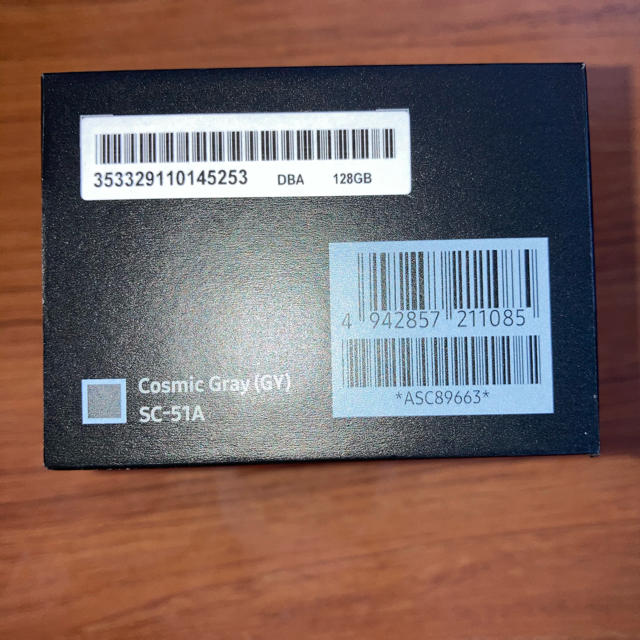 353329110145253 DBA 128GB
4 942857 211085
*ASC89663*
Cosmic Gray (GY)
SC-51A